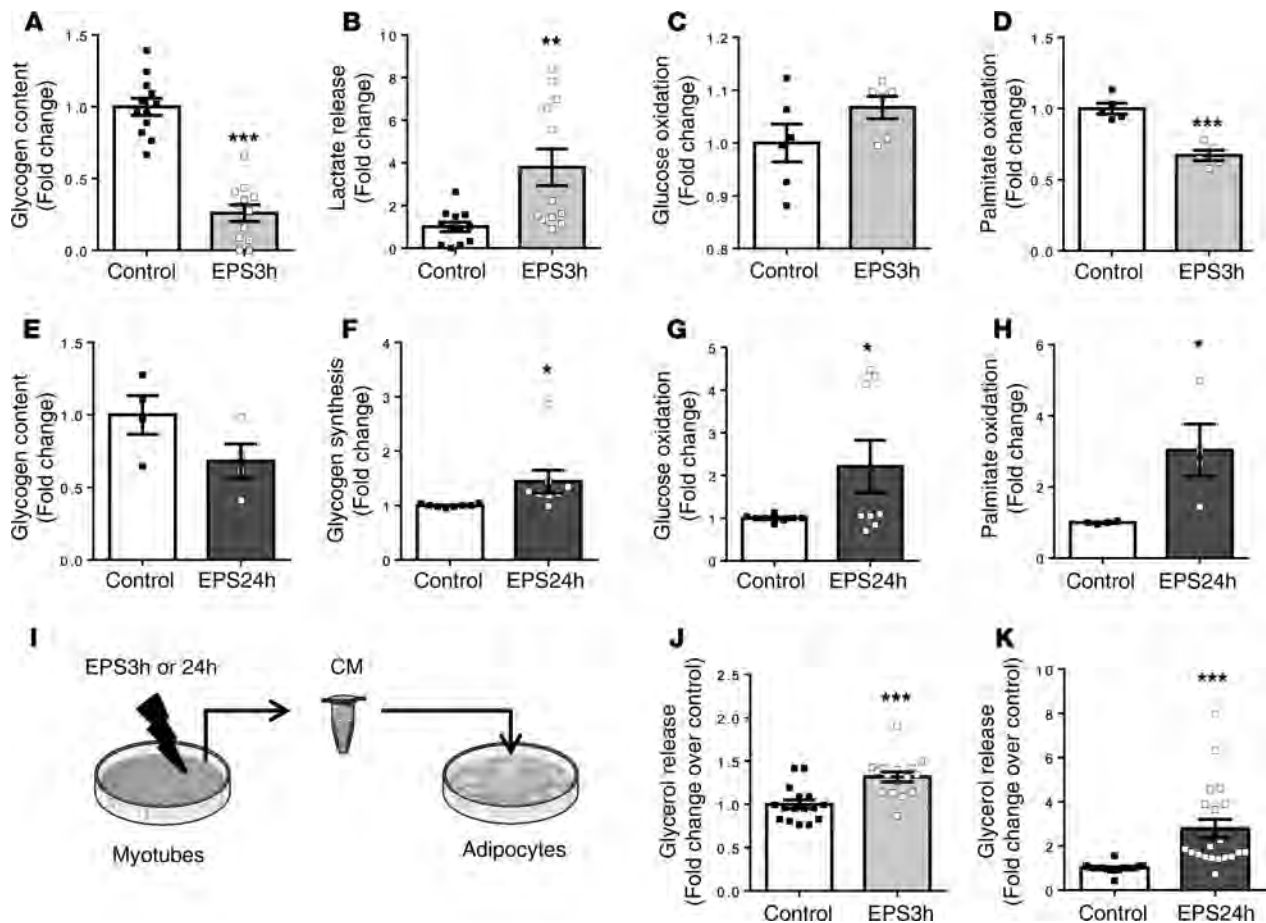 A
Glycogen content
(Fold change)
1.5
1.0
0.5
0.0
***
Control
EPS3h
B
Lactate release
(Fold change)
10
8
6
4
2
0
**
Control
EPS3h
C
Glucose oxidation
(Fold change)
1.2
1.1
1.0
0.9
0.8
Control
EPS3h
D
Palmitate oxidation
(Fold change)
1.5
1.0
0.5
0.0
***
Control
EPS3h
E
Glycogen content
(Fold change)
1.5
1.0
0.5
0.0
Control
EPS24h
F
Glycogen synthesis
(Fold change)
4
3
2
1
0
*
Control
EPS24h
G
Glucose oxidation
(Fold change)
5
4
3
2
1
0
*
Control
EPS24h
H
Palmitate oxidation
(Fold change)
6
4
2
0
*
Control
EPS24h
I
EPS3h or 24h
CM
Myotubes
Adipocytes
J
Glycerol release
(Fold change over control)
2.5
2.0
1.5
1.0
0.5
0.0
***
Control
EPS3h
K
Glycerol release
(Fold change over control)
10
8
6
4
2
0
***
Control
EPS24h